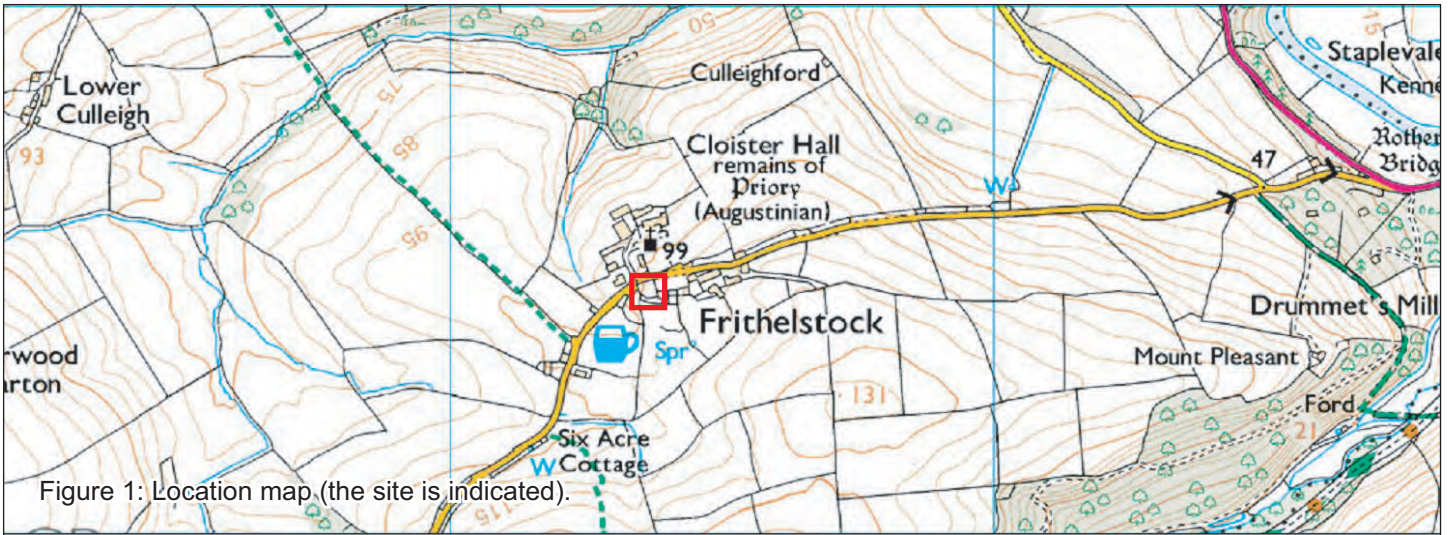 50
15
Lower
Culleigh
Culleighford
Stapleval
Kenne
75
93
Cloister Hall
remains of
Priory
(Augustinian)
Rother
Bridg
85
47
W
95
99
Frithelstock
Drummet's Mill
Spr
Mount Pleasant
rwood
arton
131
Ford
21
Six Acre
Cottage
W
115
Figure 1: Location map (the site is indicated).